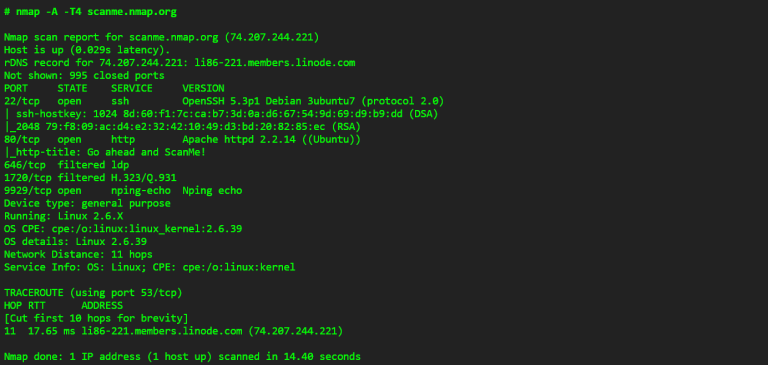 # nmap -A -T4 scanme.nmap.org
Nmap scan report for scanme.nmap.org (74.207.244.221)
Host is up (0.029s latency).
rDNS record for 74.207.244.221: li86-221.members.linode.com
Not shown: 995 closed ports
PORT STATE SERVICE VERSION
22/tcp open ssh OpenSSH 5.3p1 Debian 3ubuntu7 (protocol 2.0)
| ssh-hostkey: 1024 8d:60:f1:7c:ca:b7:3d:0a:d6:67:54:9d:69:d9:b9:dd (DSA)
|_2048 79:f8:09:ac:d4:e2:32:42:10:49:d3:bd:20:82:85:ec (RSA)
80/tcp open http Apache httpd 2.2.14 ((Ubuntu))
|_http-title: Go ahead and ScanMe!
646/tcp filtered ldp
1720/tcp filtered H.323/Q.931
9929/tcp open nping-echo Nping echo
Device type: general purpose
Running: Linux 2.6.X
OS CPE: cpe:/o:linux:linux_kernel:2.6.39
OS details: Linux 2.6.39
Network Distance: 11 hops
Service Info: OS: Linux; CPE: cpe:/o:linux:kernel
TRACEROUTE (using port 53/tcp)
HOP RTT ADDRESS
[Cut first 10 hops for brevity]
11 17.65 ms li86-221.members.linode.com (74.207.244.221)
Nmap done: 1 IP address (1 host up) scanned in 14.40 seconds